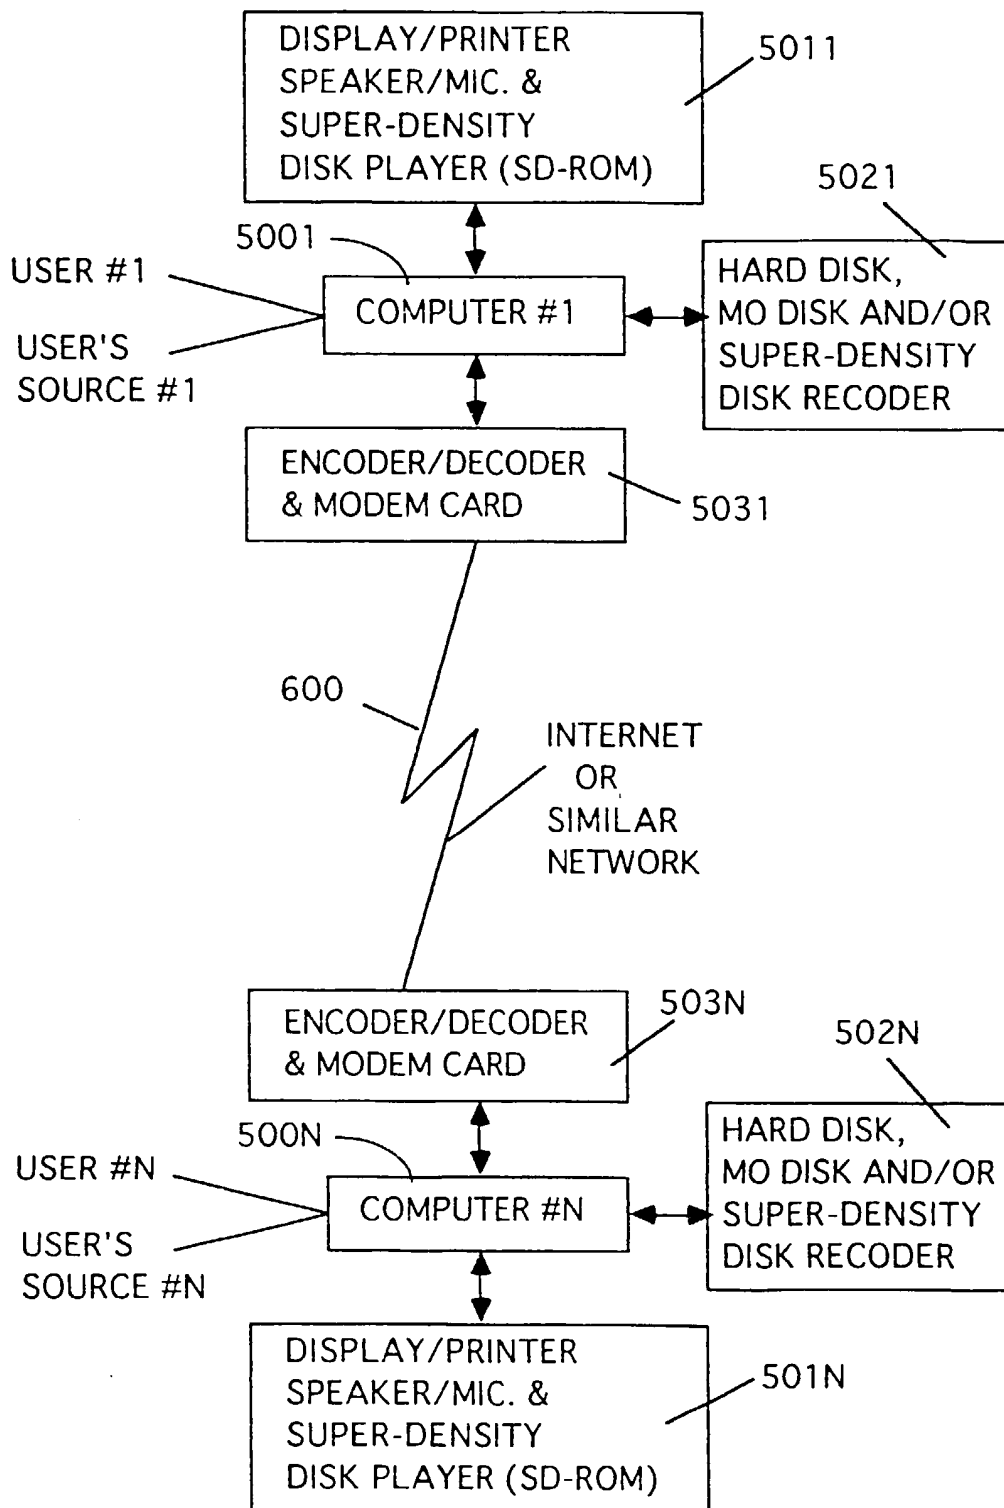 DISPLAY/PRINTER
SPEAKER/MIC. &
SUPER-DENSITY
DISK PLAYER (SD-ROM)
5011
5021
5001
USER #1
COMPUTER #1
HARD DISK,
MO DISK AND/OR
SUPER-DENSITY
DISK RECODER
USER'S
SOURCE #1
ENCODER/DECODER
& MODEM CARD
5031
600
INTERNET
OR
SIMILAR
NETWORK
ENCODER/DECODER
& MODEM CARD
503N
502N
500N
USER #N
COMPUTER #N
HARD DISK,
MO DISK AND/OR
SUPER-DENSITY
DISK RECODER
USER'S
SOURCE #N
DISPLAY/PRINTER
SPEAKER/MIC. &
SUPER-DENSITY
DISK PLAYER (SD-ROM)
501N